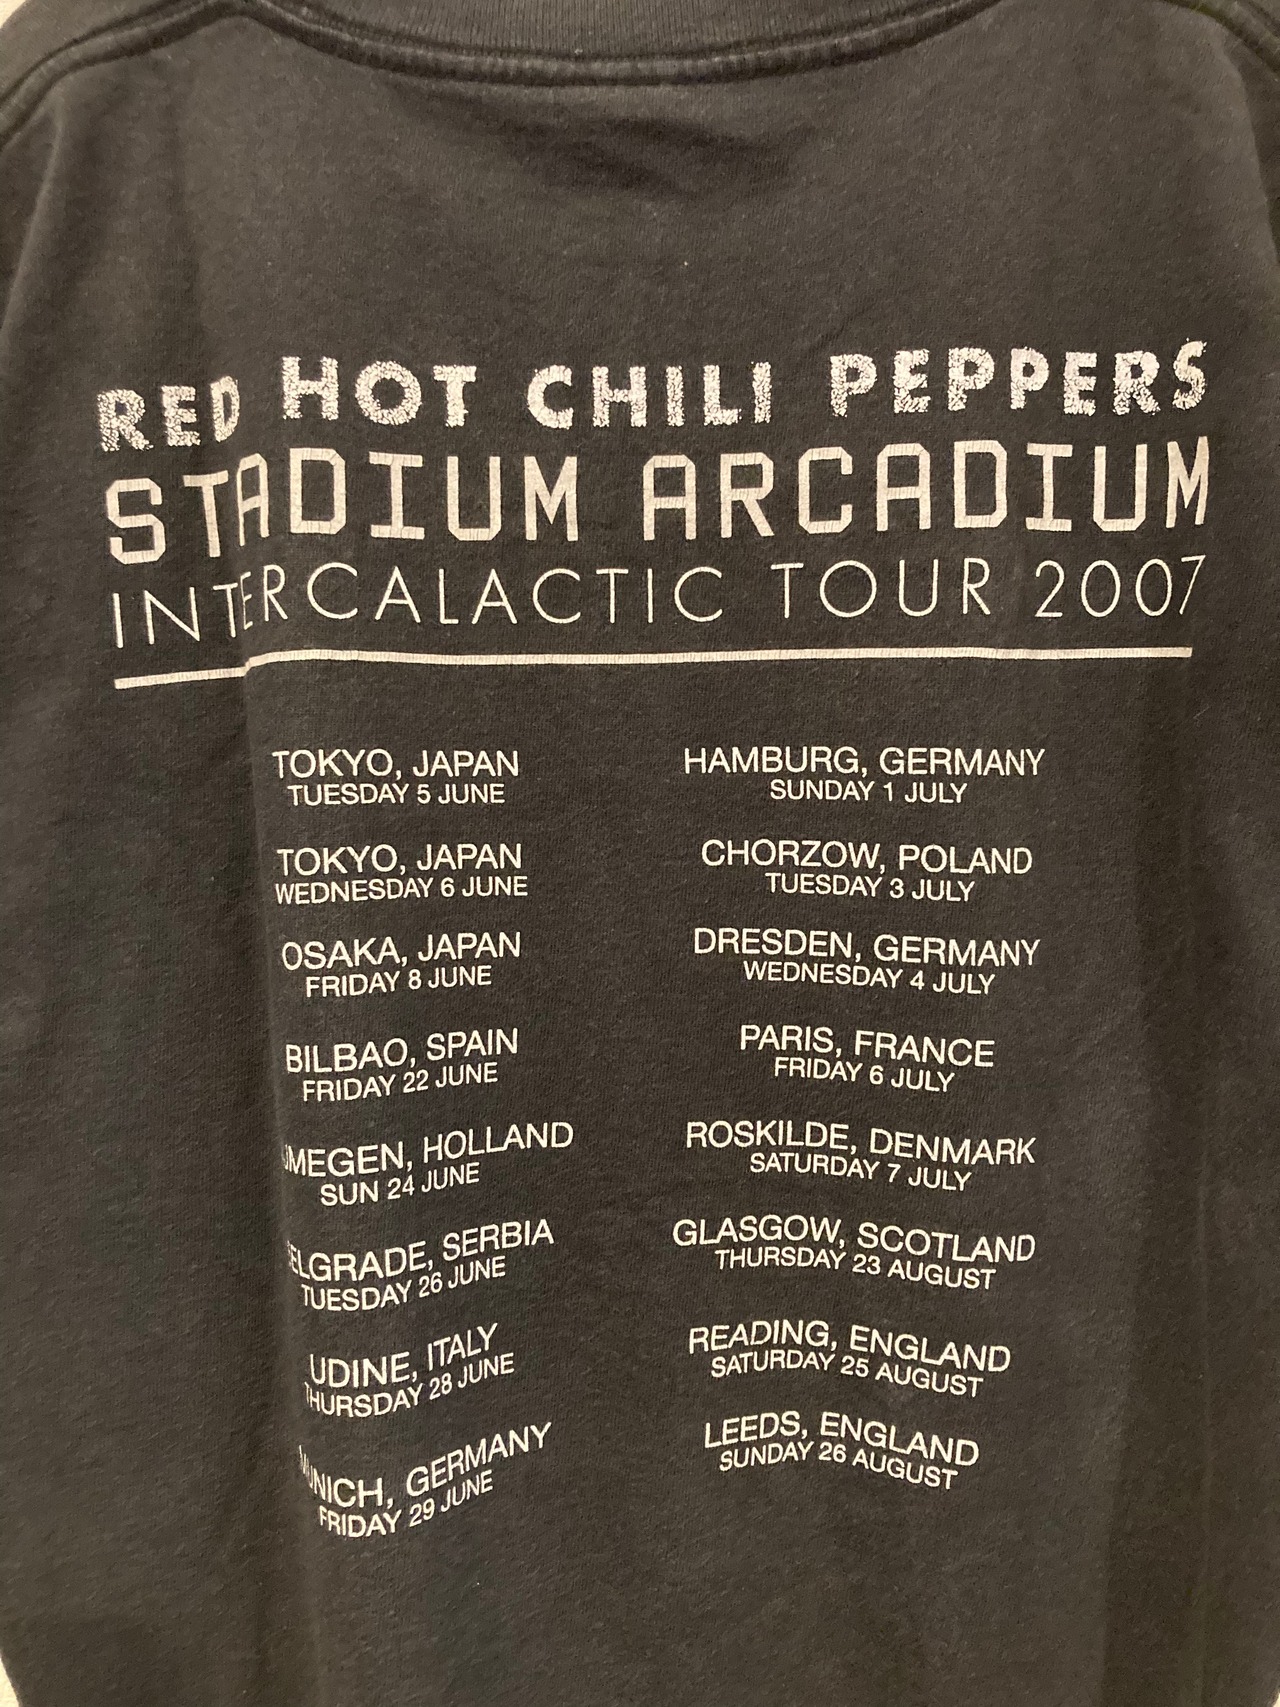 RED HOT CHILI PEPPERS
STADIUM ARCADIUM
INTERCALACTIC TOUR 2007
TOKYO, JAPAN
TUESDAY 5 JUNE
TOKYO, JAPAN
WEDNESDAY 6 JUNE
OSAKA, JAPAN
FRIDAY 8 JUNE
BILBAO, SPAIN
FRIDAY 22 JUNE
HOLLAND
SUN 24 JUNE
BELGRADE, SERBIA
TUESDAY 26 JUNE
UDINE, ITALY
THURSDAY 28 JUNE
MUNICH, GERMANY
FRIDAY 29 JUNE
HAMBURG, GERMANY
SUNDAY 1 JULY
CHORZOW, POLAND
TUESDAY 3 JULY
DRESDEN, GERMANY
WEDNESDAY 4 JULY
PARIS, FRANCE
FRIDAY 6 JULY
ROSKILDE, DENMARK
SATURDAY 7 JULY
GLASGOW, SCOTLAND
THURSDAY 23 AUGUST
READING, ENGLAND
SATURDAY 25 AUGUST
LEEDS, ENGLAND
SUNDAY 26 AUGUST